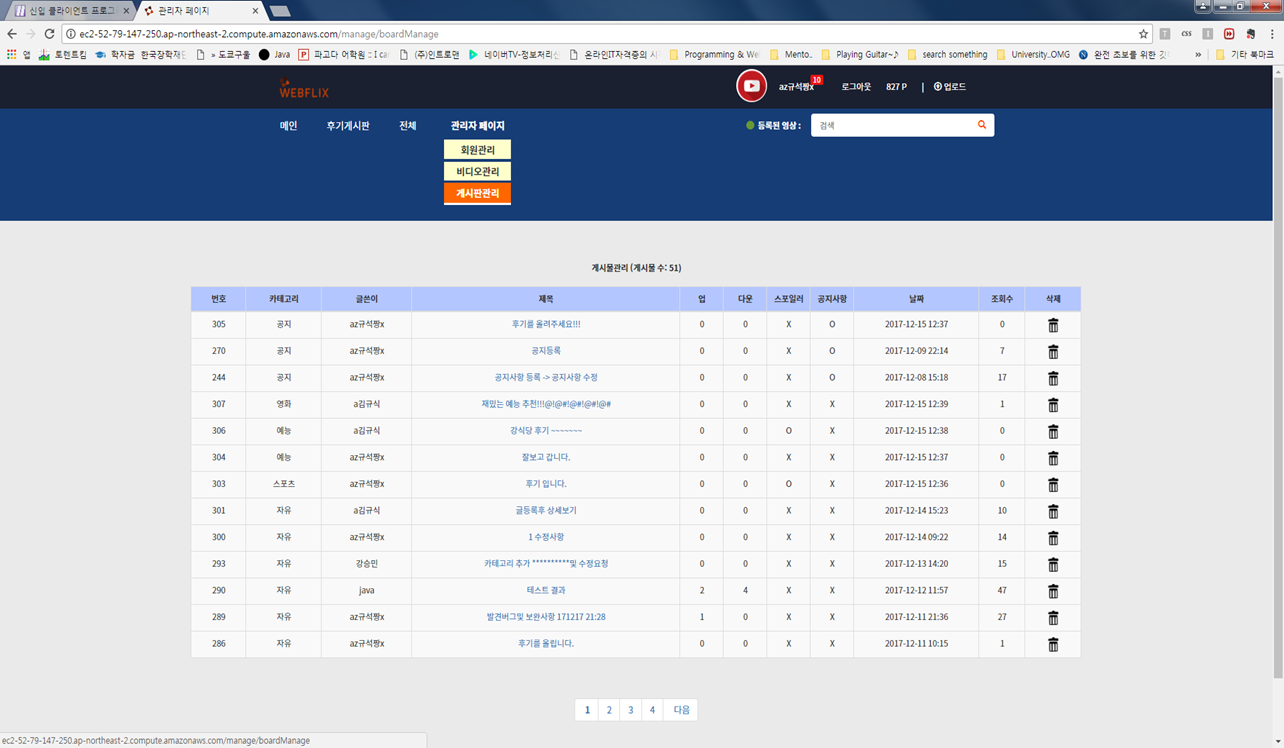 신입 클라이언트 프로그
관리자 페이지
ec2-52-79-147-250.ap-northeast-2.compute.amazonaws.com/manage/boardManage
앱 토렌트킴 학자금 한국장학재단 » 도쿄구울 Java 파고다 어학원 :: I ca (주)인트로맨 네이버TV-정보처리산 온라인IT자격증의 시 Programming & We Mento.. Playing Guitar~♪ search something University_OMG 완전 초보를 위한 깃 » 기타 북마크
WEBFLIX
az규석짱x 10 로그아웃 827 P | 업로드
메인 후기게시판 전체 관리자 페이지 등록된 영상 : 검색
회원관리
비디오관리
게시판관리
게시물관리 (게시물 수: 51)
번호 카테고리 글쓴이 제목 업 다운 스포일러 공지사항 날짜 조회수 삭제
305 공지 az규석짱x 후기를 올려주세요!!! 0 0 X O 2017-12-15 12:37 0
270 공지 az규석짱x 공지등록 0 0 X O 2017-12-09 22:14 7
244 공지 az규석짱x 공지사항 등록 -> 공지사항 수정 0 0 X O 2017-12-08 15:18 17
307 영화 a김규식 재밌는 예능 추천!!!@!@#!@#!@#!@# 0 0 X X 2017-12-15 12:39 1
306 예능 a김규식 강식당 후기 ~~~~~~~ 0 0 O X 2017-12-15 12:38 0
304 예능 az규석짱x 잘보고 갑니다. 0 0 X X 2017-12-15 12:37 0
303 스포츠 az규석짱x 후기 입니다. 0 0 O X 2017-12-15 12:36 0
301 자유 a김규식 글등록후 상세보기 0 0 X X 2017-12-14 15:23 10
300 자유 az규석짱x 1 수정사항 0 0 X X 2017-12-14 09:22 14
293 자유 강승민 카테고리 추가 **********및 수정요청 0 0 X X 2017-12-13 14:20 15
290 자유 java 테스트 결과 2 4 X X 2017-12-12 11:57 47
289 자유 az규석짱x 발견버그및 보완사항 171217 21:28 1 0 X X 2017-12-11 21:36 27
286 자유 az규석짱x 후기를 올립니다. 0 0 X X 2017-12-11 10:15 1
1 2 3 4 다음
ec2-52-79-147-250.ap-northeast-2.compute.amazonaws.com/manage/boardManage